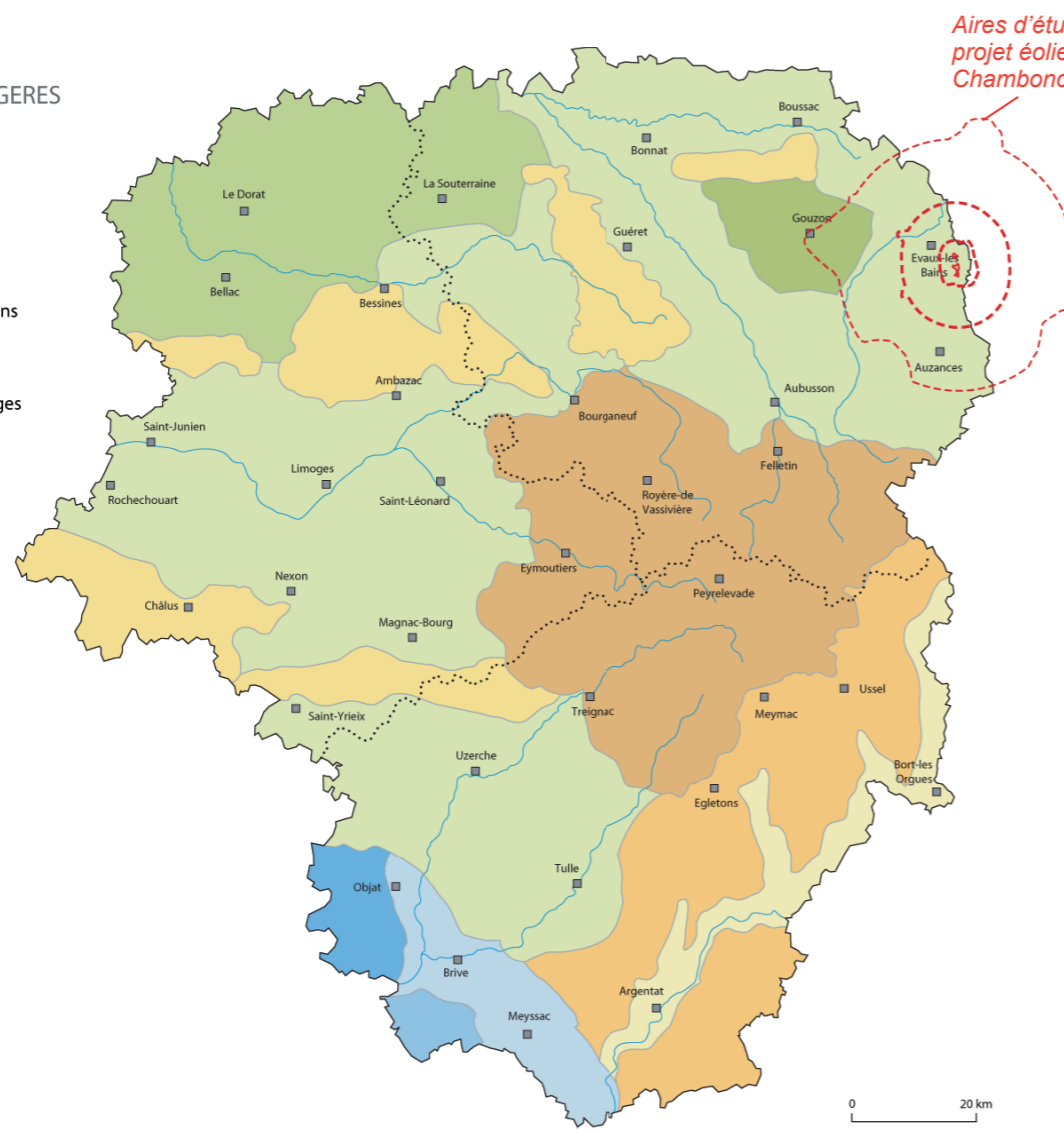 Aires d’étu
projet éolie
Chambonc
GERES
ns
ges
Boussac
Bonnat
La Souterraine
Le Dorat
Gouzon
Guéret
Evaux-les
Bains
Bellac
Bessines
Auzances
Ambazac
Aubusson
Bourganeuf
Saint-Junien
Felletin
Limoges
Rochechouart
Saint-Léonard
Royère-de
Vassivière
Eymoutiers
Nexon
Peyrelevade
Châlus
Magnac-Bourg
Ussel
Saint-Yrieix
Treignac
Meymac
Uzerche
Bort-les
Orgues
Egletons
Tulle
Objat
Brive
Argentat
Meyssac
0 20 km